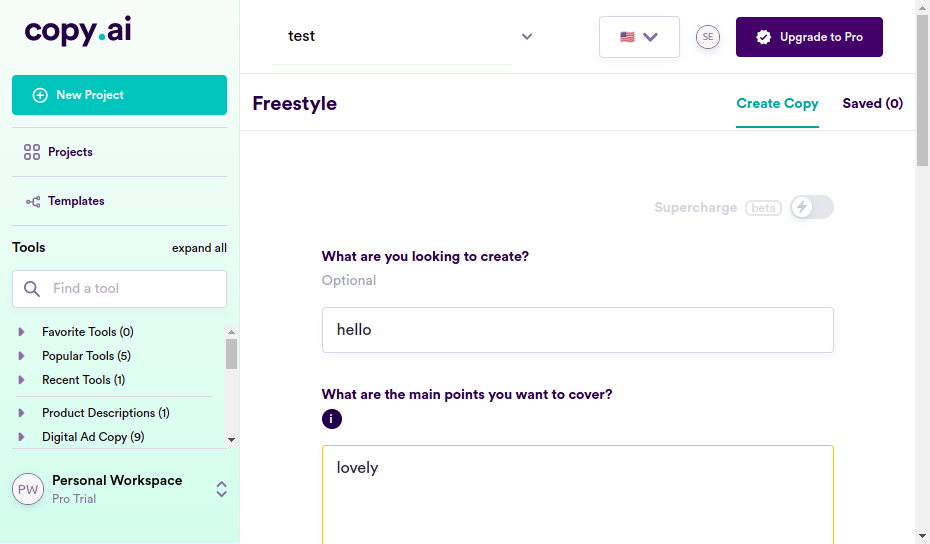 copy.ai
New Project
Projects
Templates
Tools
expand all
Find a tool
Favorite Tools (0)
Popular Tools (5)
Recent Tools (1)
Product Descriptions (1)
Digital Ad Copy (9)
PW
Personal Workspace
Pro Trial
test
SE
Upgrade to Pro
Freestyle
Create Copy
Saved (0)
Supercharge
beta
What are you looking to create?
Optional
hello
What are the main points you want to cover?
i
lovely